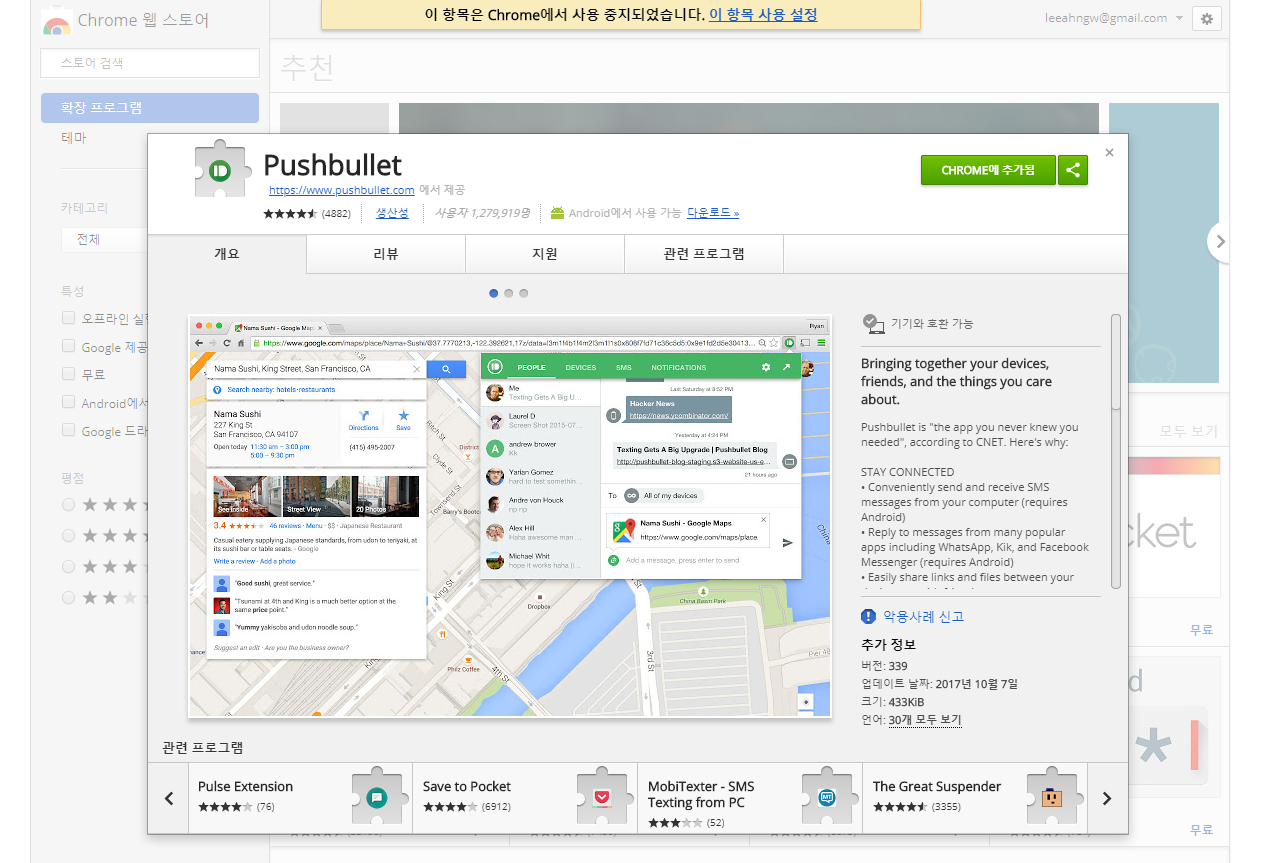 Chrome 웹 스토어
이 항목은 Chrome에서 사용 중지되었습니다. 이 항목 사용 설정
leeahngw@gmail.com
스토어 검색
추천
확장 프로그램
테마
카테고리
전체
특성
오프라인 실
Google 제공
무료
Android에서
Google 드라
평점
모두 보기
cket
무료
d
무료
Pushbullet
https://www.pushbullet.com 에서 제공
(4882)
생산성
사용자 1,279,919명
Android에서 사용 가능 다운로드 »
CHROME에 추가됨
개요
리뷰
지원
관련 프로그램
Nama Sushi - Google Map
Ryan
Nama Sushi, King Street, San Francisco, CA
Search nearby: hotels · restaurants
Nama Sushi
227 King St
San Francisco, CA 94107
Open today 11:30 am – 3:00 pm
5:00 – 9:30 pm
Directions
Save
(415) 495-2007
See Inside
Street View
20 Photos
3.4
46 reviews · Menu · $$ · Japanese Restaurant
Casual eatery supplying Japanese standards, from udon to teriyaki, at
its sushi bar or table seats. - Google
Write a review · Add a photo
"Good sushi, great service."
"Tsunami at 4th and King is a much better option at the
same price point."
"Yummy yakisoba and udon noodle soup."
Suggest an edit · Are you the business owner?
PEOPLE
DEVICES
SMS
NOTIFICATIONS
Me
Texting Gets A Big U...
Laurel D
Screen Shot 2015-07...
andrew brower
Kk
Yarian Gomez
hard to test somethin...
Andre von Houck
np np
Alex Hill
Haha awesome man ...
Michael Whit
hope it works haha (i...
Last Saturday at 8:52 PM
Hacker News
https://news.ycombinator.com/
Yesterday at 4:24 PM
Texting Gets A Big Upgrade | Pushbullet Blog
http://pushbullet-blog-staging.s3-website-us-e...
21 hours ago
To
All of my devices
Nama Sushi - Google Maps
https://www.google.com/maps/place
Add a message, press enter to send
Townsend St
Barry's Bootc
District
Dropbox
China Basin Park
King St
Philz Coffee
4th St
3rd St
Pier 48
기기와 호환 가능
Bringing together your devices,
friends, and the things you care
about.
Pushbullet is "the app you never knew you
needed", according to CNET. Here's why:
STAY CONNECTED
• Conveniently send and receive SMS
messages from your computer (requires
Android)
• Reply to messages from many popular
apps including WhatsApp, Kik, and Facebook
Messenger (requires Android)
• Easily share links and files between your
악용사례 신고
추가 정보
버전: 339
업데이트 날짜: 2017년 10월 7일
크기: 433KiB
언어: 30개 모두 보기
관련 프로그램
Pulse Extension
(76)
Save to Pocket
(6912)
MobiTexter - SMS
Texting from PC
(52)
The Great Suspender
(3355)